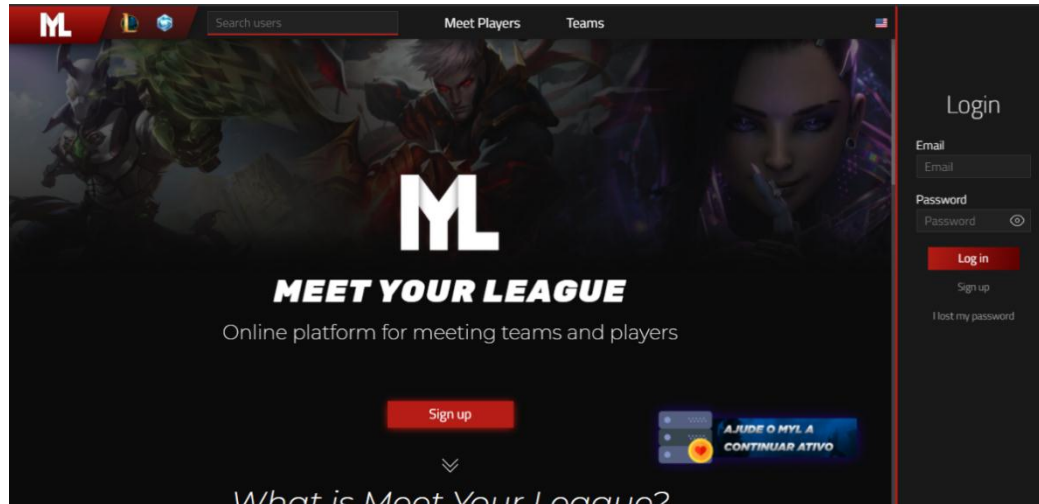 MYL
Search users
Meet Players
Teams
MYL
MEET YOUR LEAGUE
Online platform for meeting teams and players
Sign up
AJUDE O MYL A
CONTINUAR ATIVO
What is Meet Your League?
Login
Email
Email
Password
Password
Log in
Sign up
I lost my password